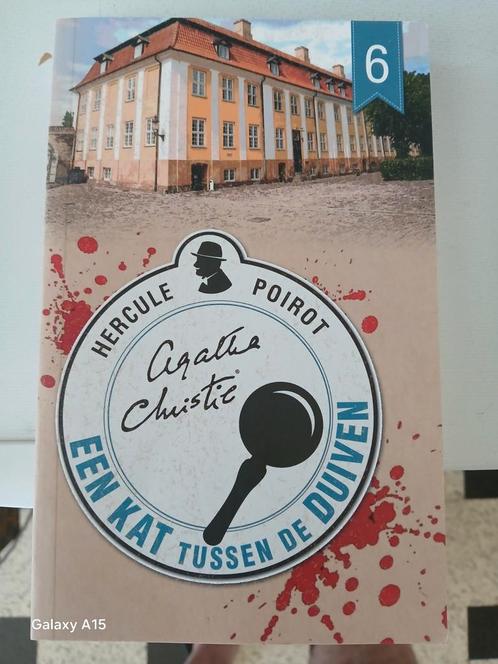 6
HERCULE POIROT
Agatha
Christie®
EEN KAT TUSSEN DE DUIVEN
Galaxy A15